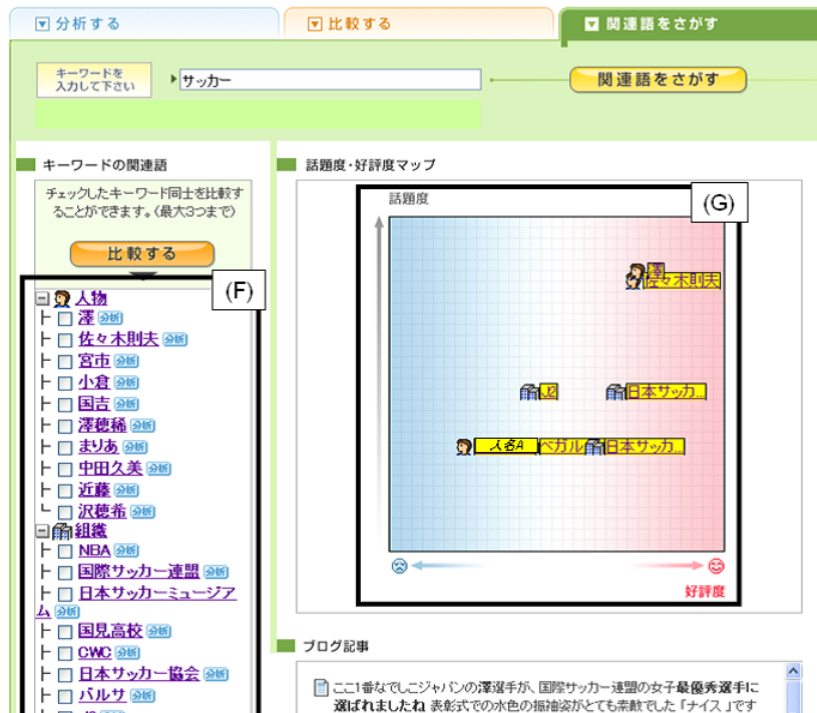 分析する
比較する
関連語をさがす
キーワードを
入力して下さい
サッカー
関連語をさがす
キーワードの関連語
チェックしたキーワード同士を比較す
ることができます。（最大3つまで）
比較する
(F)
人物
澤 分析
佐々木則夫 分析
宮市 分析
小倉 分析
国吉 分析
澤穂稀 分析
まりあ 分析
中田久美 分析
近藤 分析
沢穂希 分析
組織
NBA 分析
国際サッカー連盟 分析
日本サッカーミュージア
ム 分析
国見高校 分析
CWC 分析
日本サッカー協会 分析
バルサ 分析
話題度・好評度マップ
話題度
(G)
澤
佐々木則夫
J2
日本サッカ...
人名A
ベガル
日本サッカ...
好評度
ブログ記事
ここ1番なでしこジャパンの澤選手が、国際サッカー連盟の女子最優秀選手に
選ばれましたね 表彰式での水色の振袖姿がとても素敵でした「ナイス」です